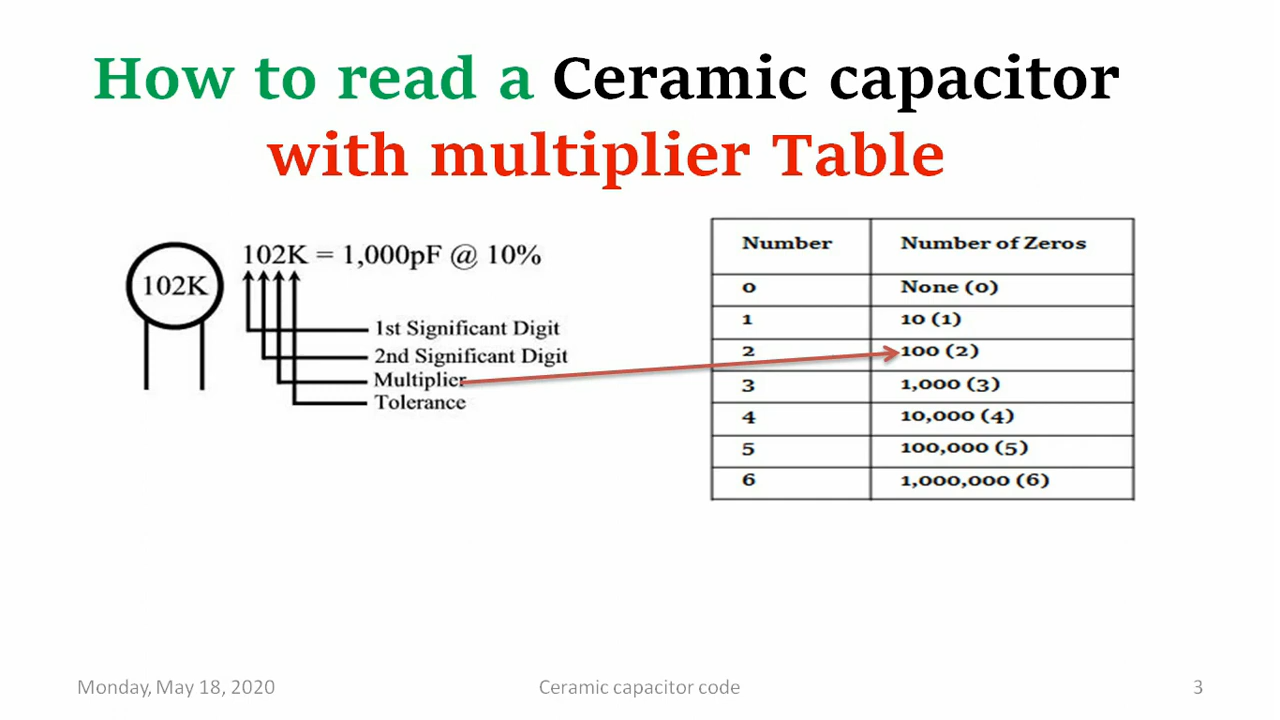 How to read a Ceramic capacitor
with multiplier Table
102K
102K = 1,000pF @ 10%
1st Significant Digit
2nd Significant Digit
Multiplier
Tolerance
Number Number of Zeros
0 None (0)
1 10 (1)
2 100 (2)
3 1,000 (3)
4 10,000 (4)
5 100,000 (5)
6 1,000,000 (6)
Monday, May 18, 2020 Ceramic capacitor code 3